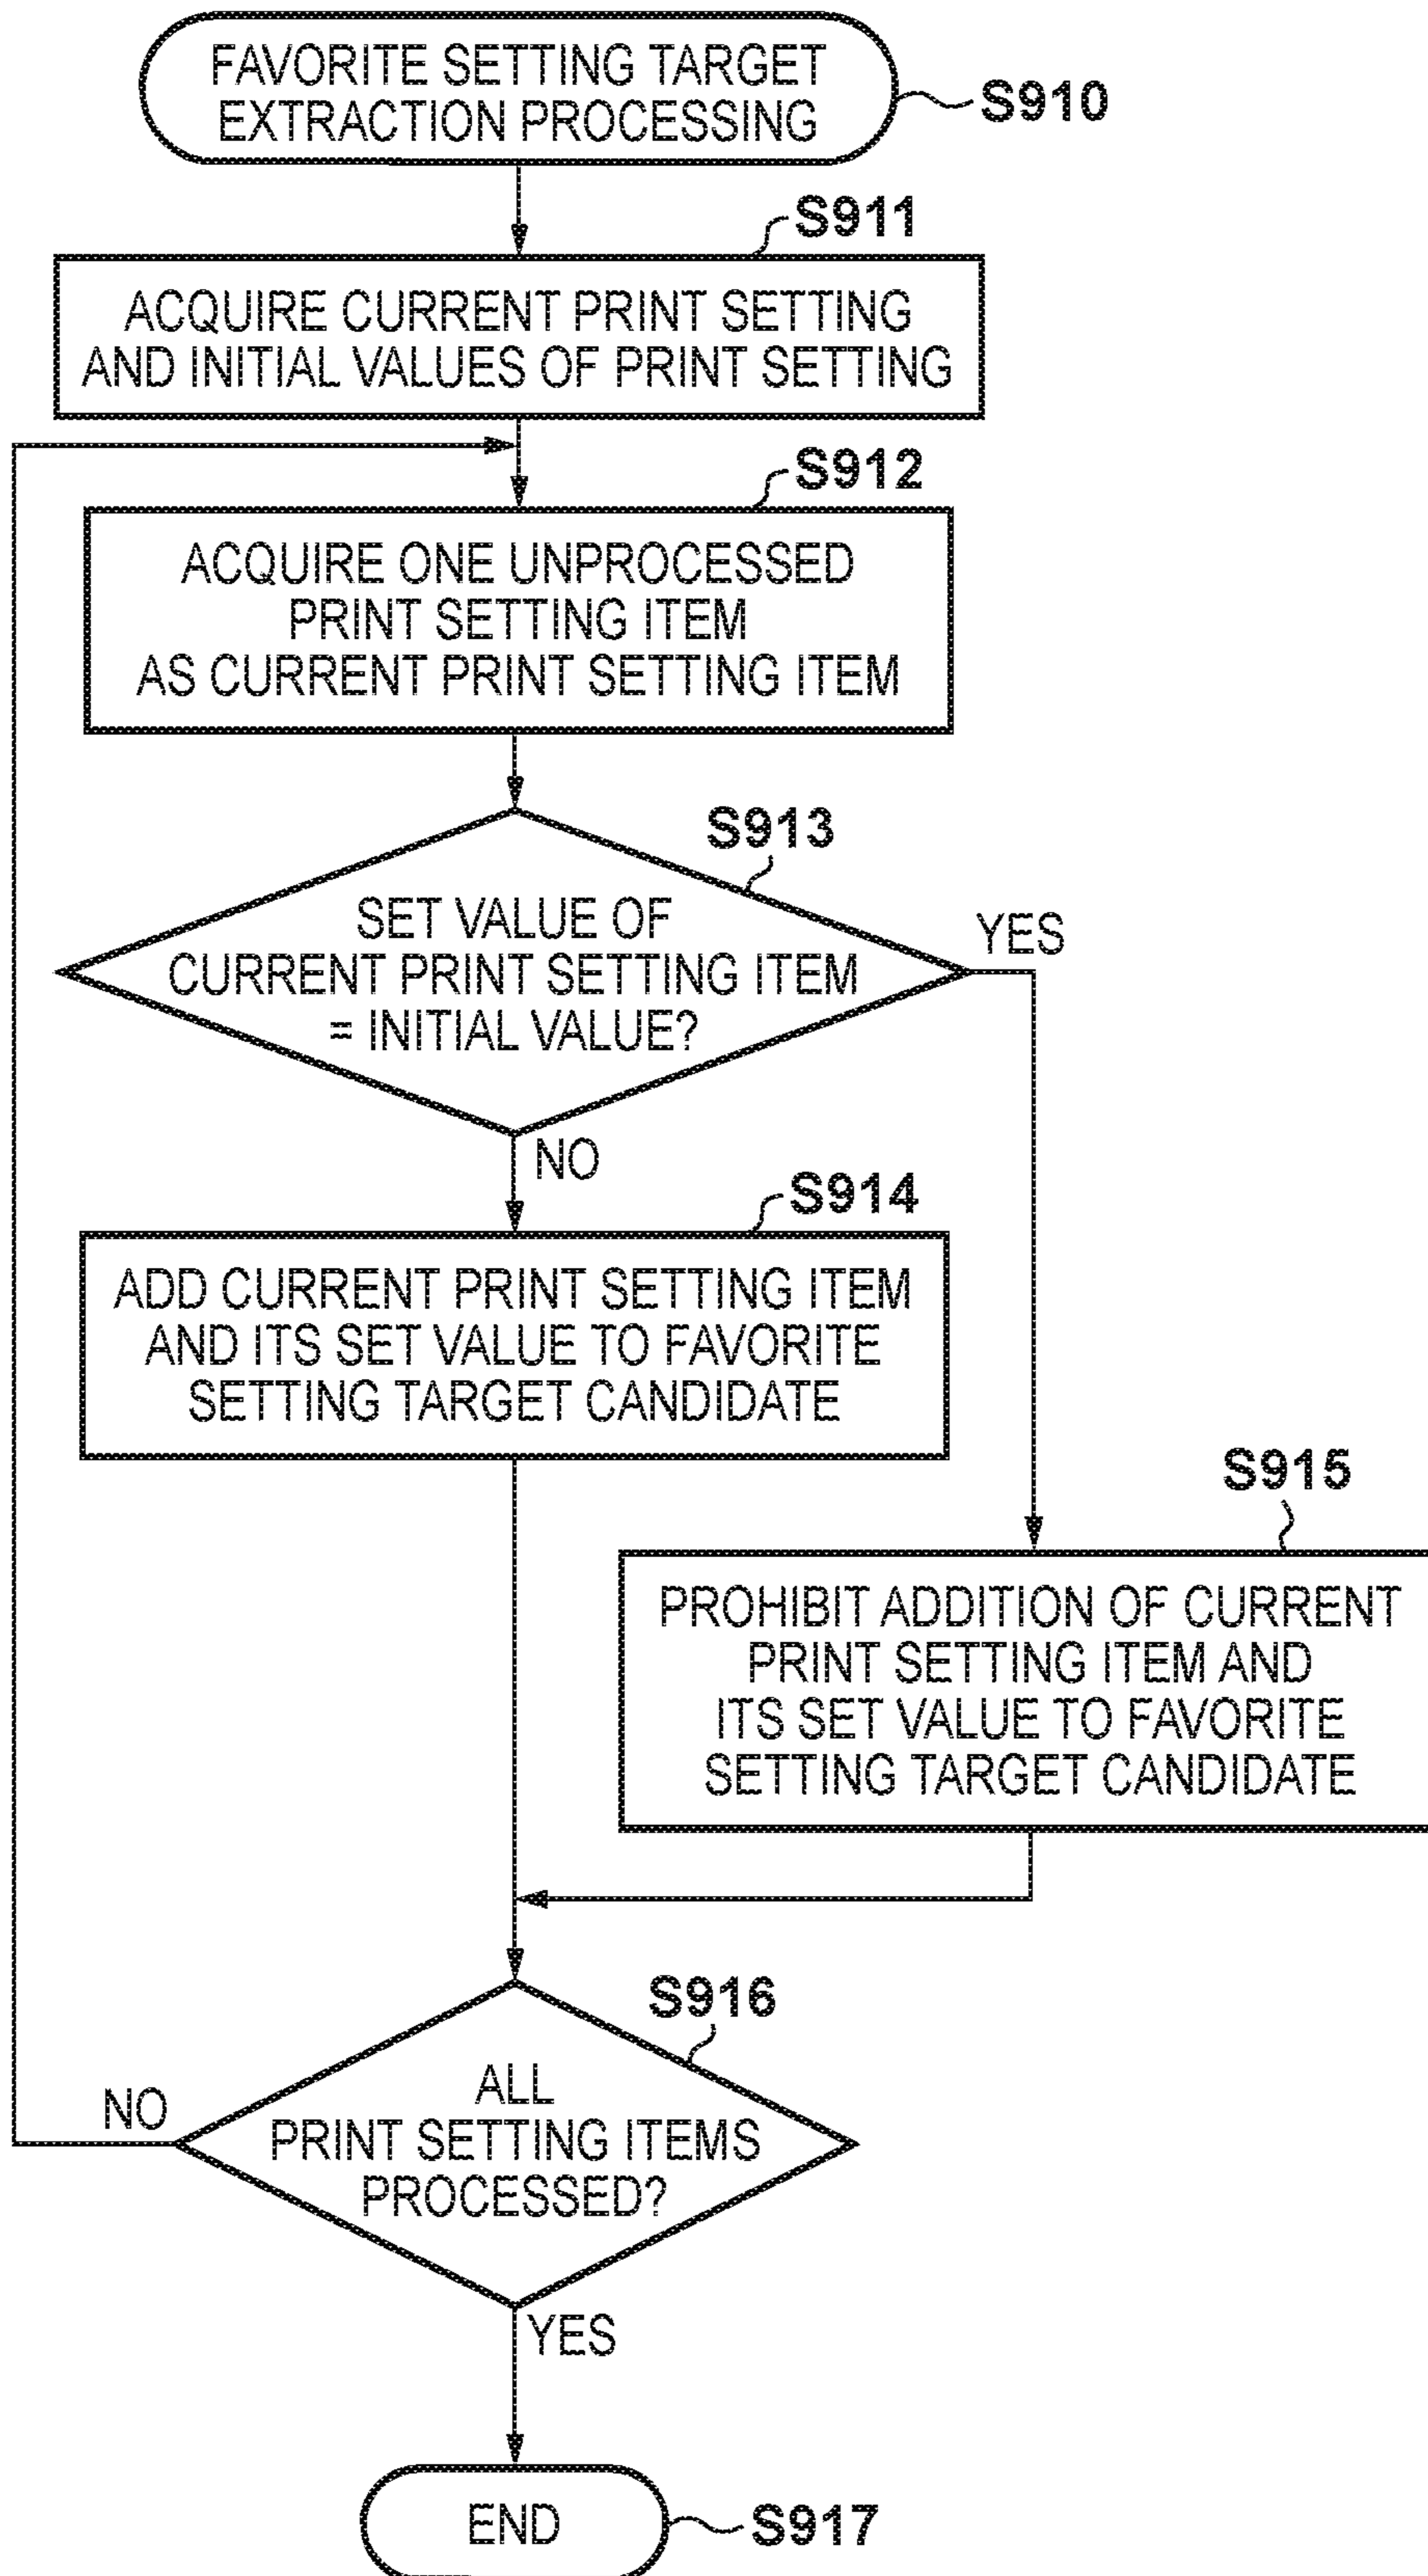 FAVORITE SETTING TARGET
EXTRACTION PROCESSING
S910
S911
ACQUIRE CURRENT PRINT SETTING
AND INITIAL VALUES OF PRINT SETTING
S912
ACQUIRE ONE UNPROCESSED
PRINT SETTING ITEM
AS CURRENT PRINT SETTING ITEM
S913
SET VALUE OF
CURRENT PRINT SETTING ITEM
= INITIAL VALUE?
YES
NO
S914
ADD CURRENT PRINT SETTING ITEM
AND ITS SET VALUE TO FAVORITE
SETTING TARGET CANDIDATE
S915
PROHIBIT ADDITION OF CURRENT
PRINT SETTING ITEM AND
ITS SET VALUE TO FAVORITE
SETTING TARGET CANDIDATE
S916
ALL
PRINT SETTING ITEMS
PROCESSED?
NO
YES
END
S917